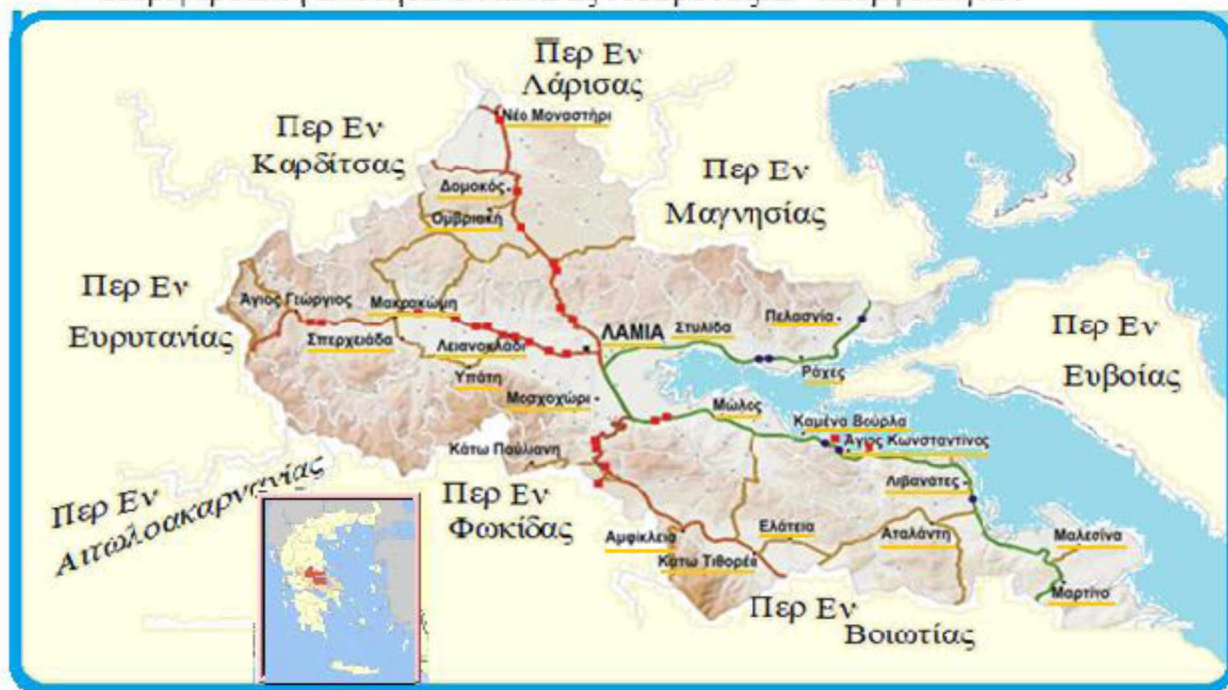 Περ Εν
Λάρισας
Νέο Μοναστήρι
Περ Εν
Καρδίτσας
Περ Εν
Μαγνησίας
Δομοκός
Ομβριακή
Περ Εν
Ευρυτανίας
Άγιος Γιώργιος
Μακρακώμη
Σπερχειάδα
Λειανοκλάδι
Υπάτη
ΛΑΜΙΑ
Στυλίδα
Πελασγία
Ράχες
Περ Εν
Ευβοίας
Μοσχοχώρι
Μώλος
Καμένα Βούρλα
Άγιος Κωνσταντίνος
Κάτω Παύλιανη
Λιβανάτες
Περ Εν
Αιτωλοακαρνανίας
Περ Εν
Φωκίδας
Αμφίκλεια
Κάτω Τιθορέα
Ελάτεια
Αταλάντη
Μαλεσίνα
Μαρτίνο
Περ Εν
Βοιωτίας